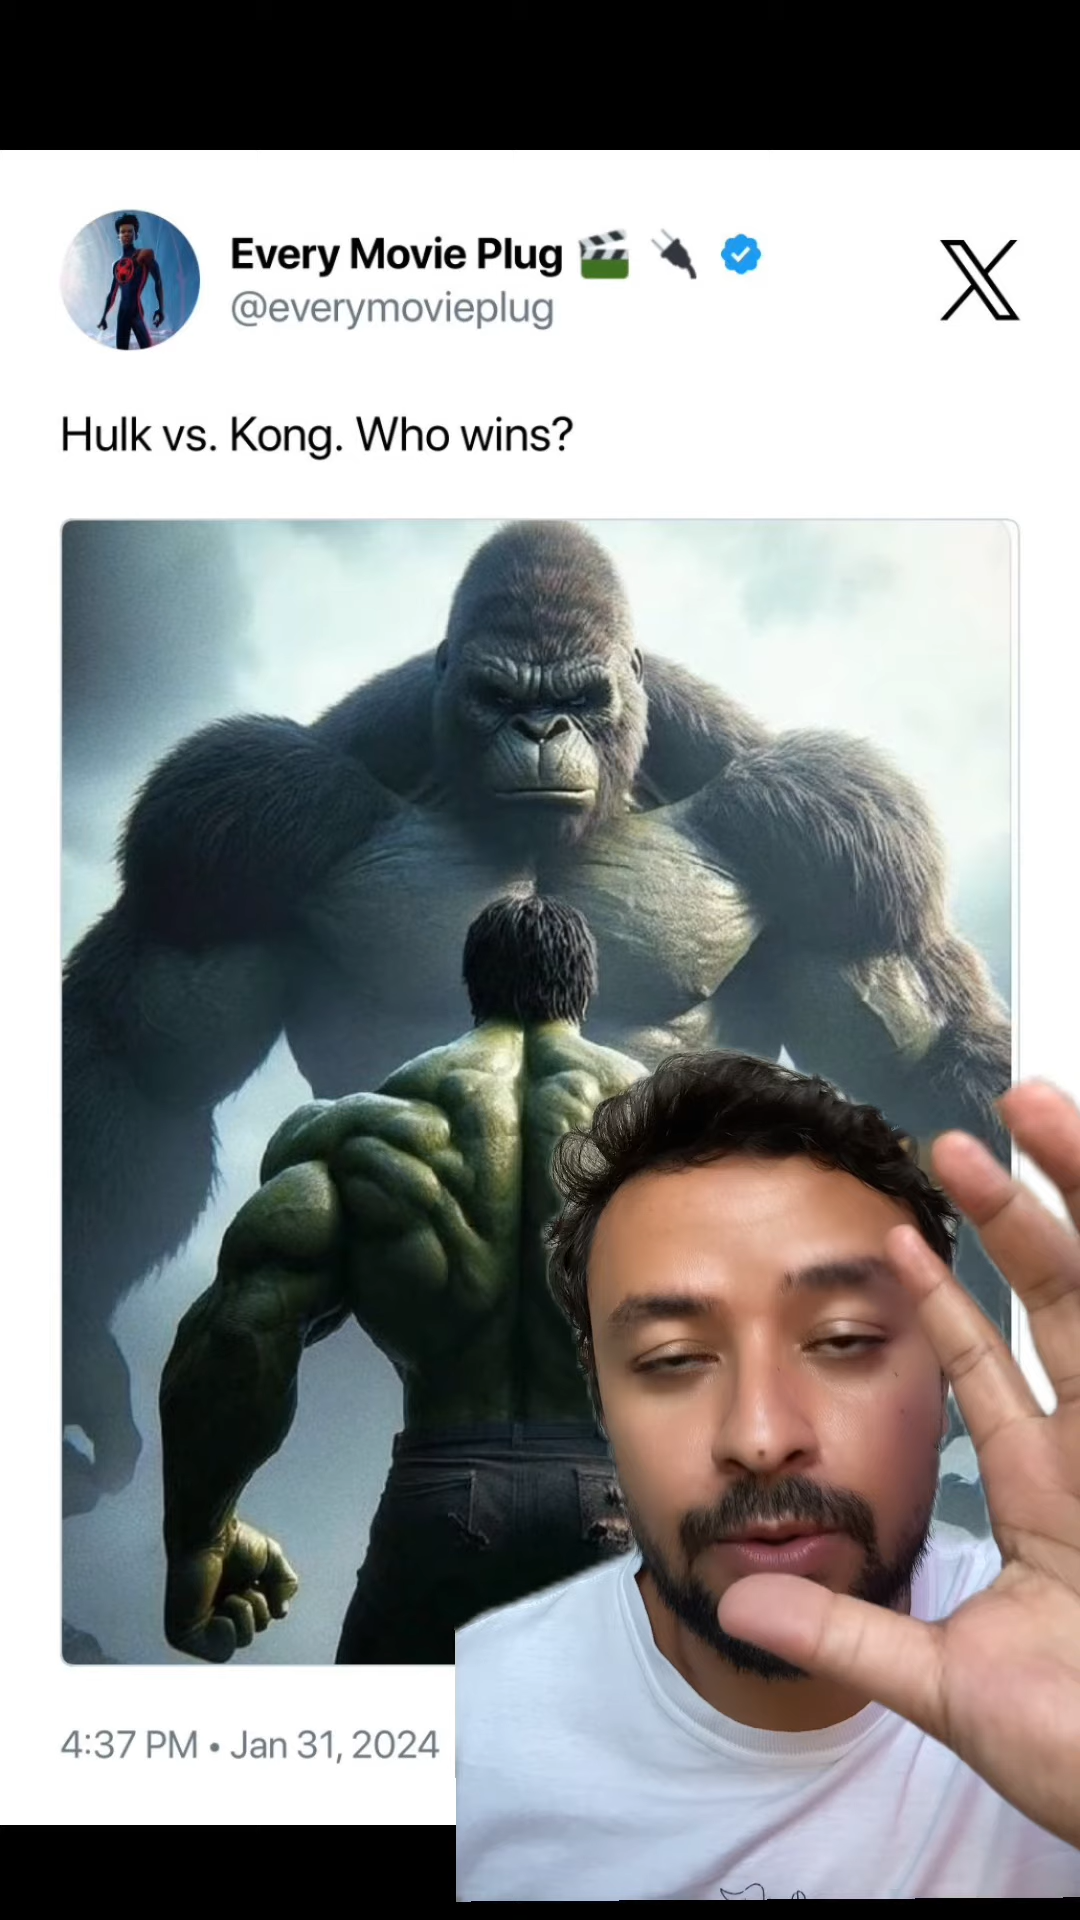 Every Movie Plug 🎬 🔌
@everymovieplug
Hulk vs. Kong. Who wins?
4:37 PM • Jan 31, 2024